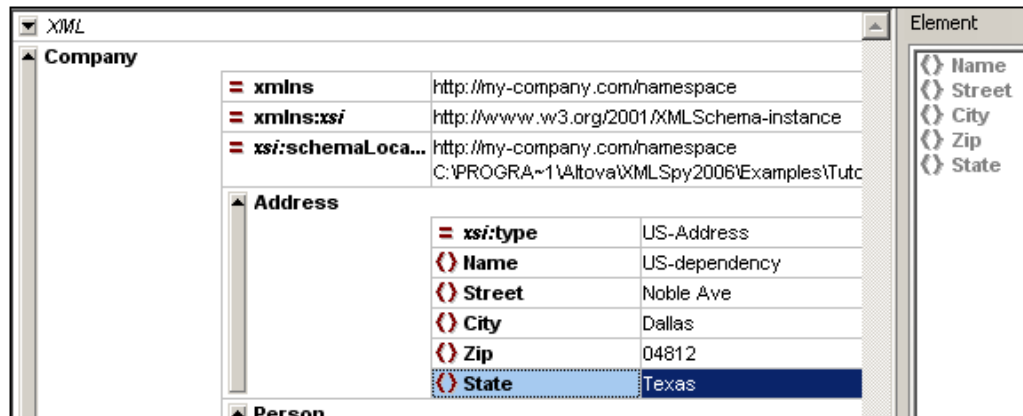 XML
Element
Company
= xmlns http://my-company.com/namespace
= xmlns:xsi http://www.w3.org/2001/XMLSchema-instance
= xsi:schemaLoca... http://my-company.com/namespace
C:\PROGRA~1\Altova\XMLSpy2006\Examples\Tuto
Address
= xsi:type US-Address
() Name US-dependency
() Street Noble Ave
() City Dallas
() Zip 04812
() State Texas
Person
() Name
() Street
() City
() Zip
() State